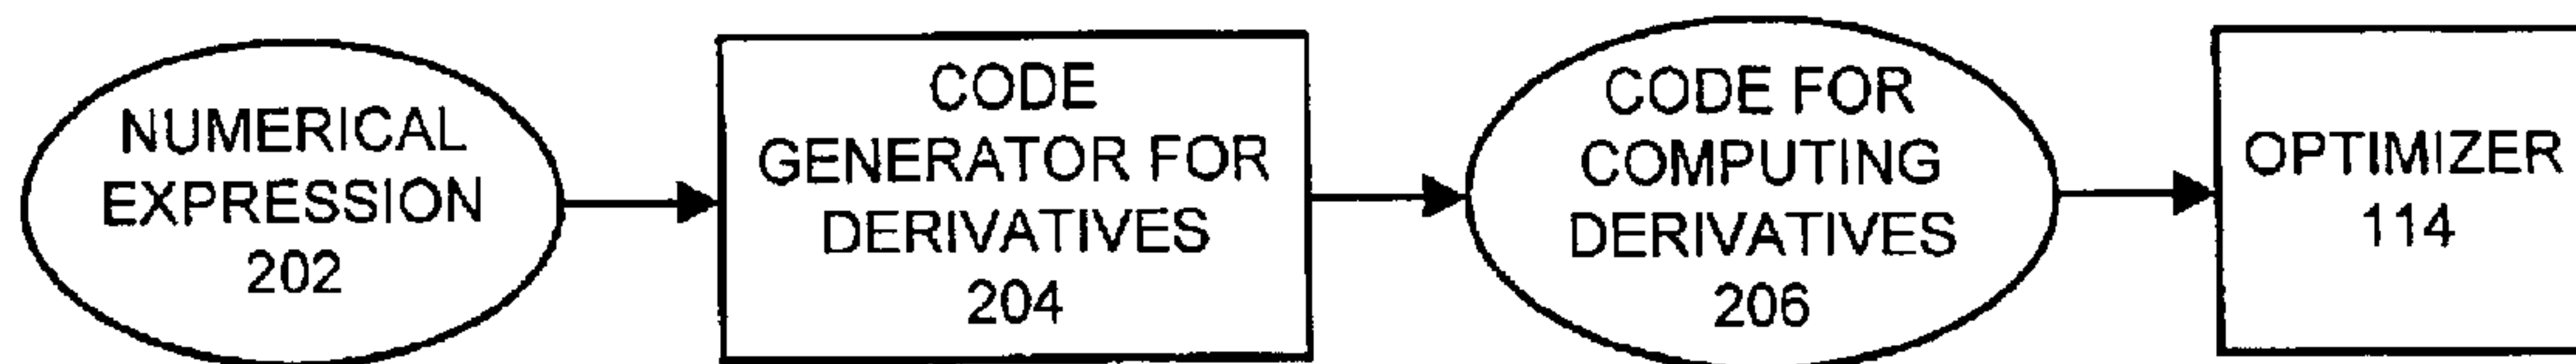 NUMERICAL
EXPRESSION
202
CODE
GENERATOR FOR
DERIVATIVES
204
CODE FOR
COMPUTING
DERIVATIVES
206
OPTIMIZER
114